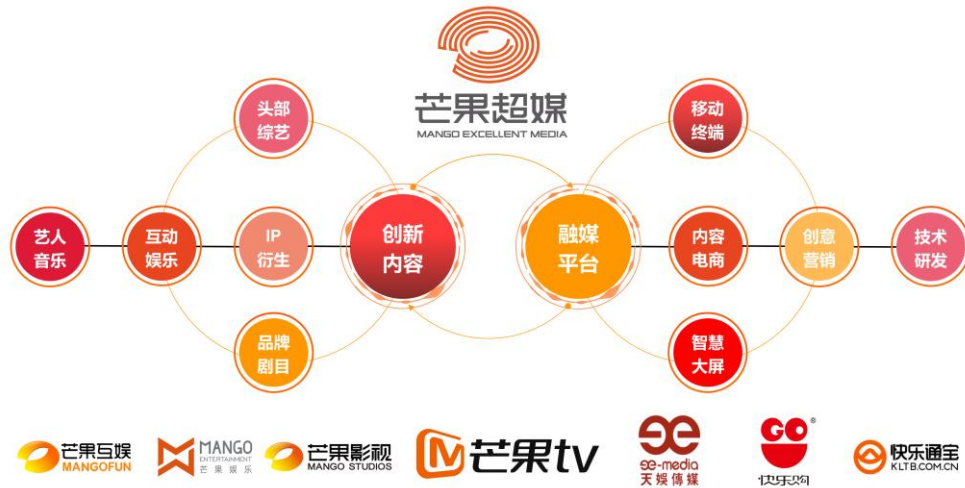 芒果超媒
MANGO EXCELLENT MEDIA
头部
综艺
移动
终端
艺人
音乐
互动
娱乐
IP
衍生
创新
内容
融媒
平台
内容
电商
创意
营销
技术
研发
品牌
剧目
智慧
大屏
芒果互娱
MANGOFUN
MANGO
ENTERTAINMENT
芒果娱乐
芒果影视
MANGO STUDIOS
芒果tv
ee-media
天娱傳媒
GO
快乐购
快乐通宝
KLTB.COM.CN